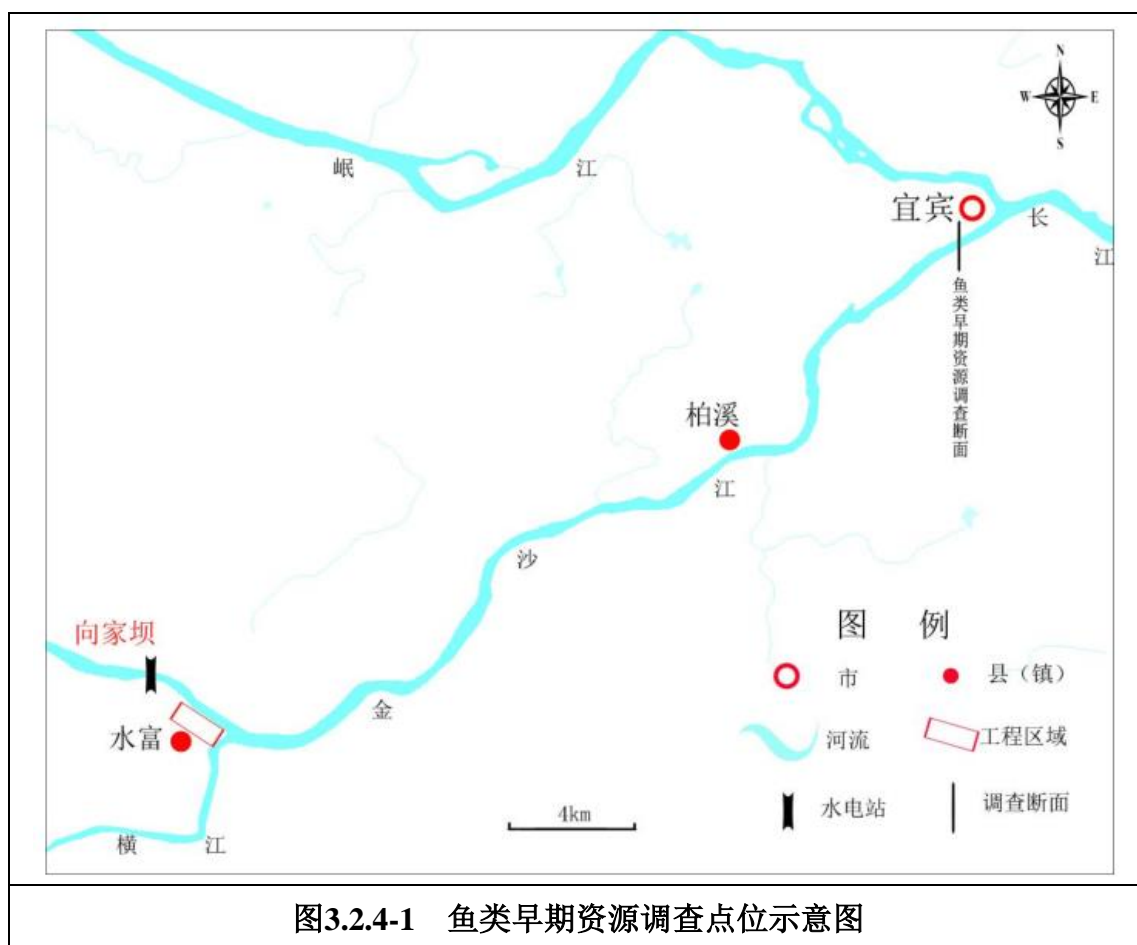 N
W E
S
岷
江
宜宾
长
江
鱼类早期资源调查断面
柏溪
江
沙
金
向家坝
水富
横
江
4km
图 例
市
县（镇）
河流
工程区域
水电站
调查断面
图3.2.4-1 鱼类早期资源调查点位示意图